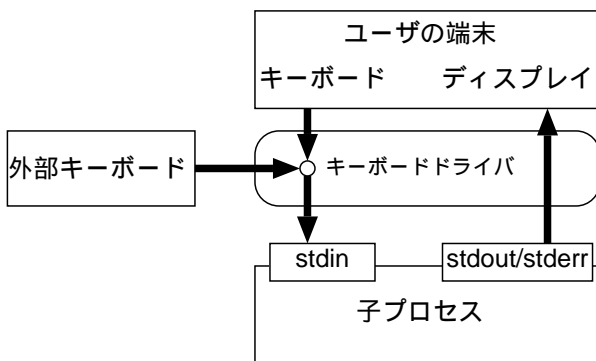 ユーザの端末
キーボード ディスプレイ
外部キーボード
キーボードドライバ
stdin stdout/stderr
子プロセス